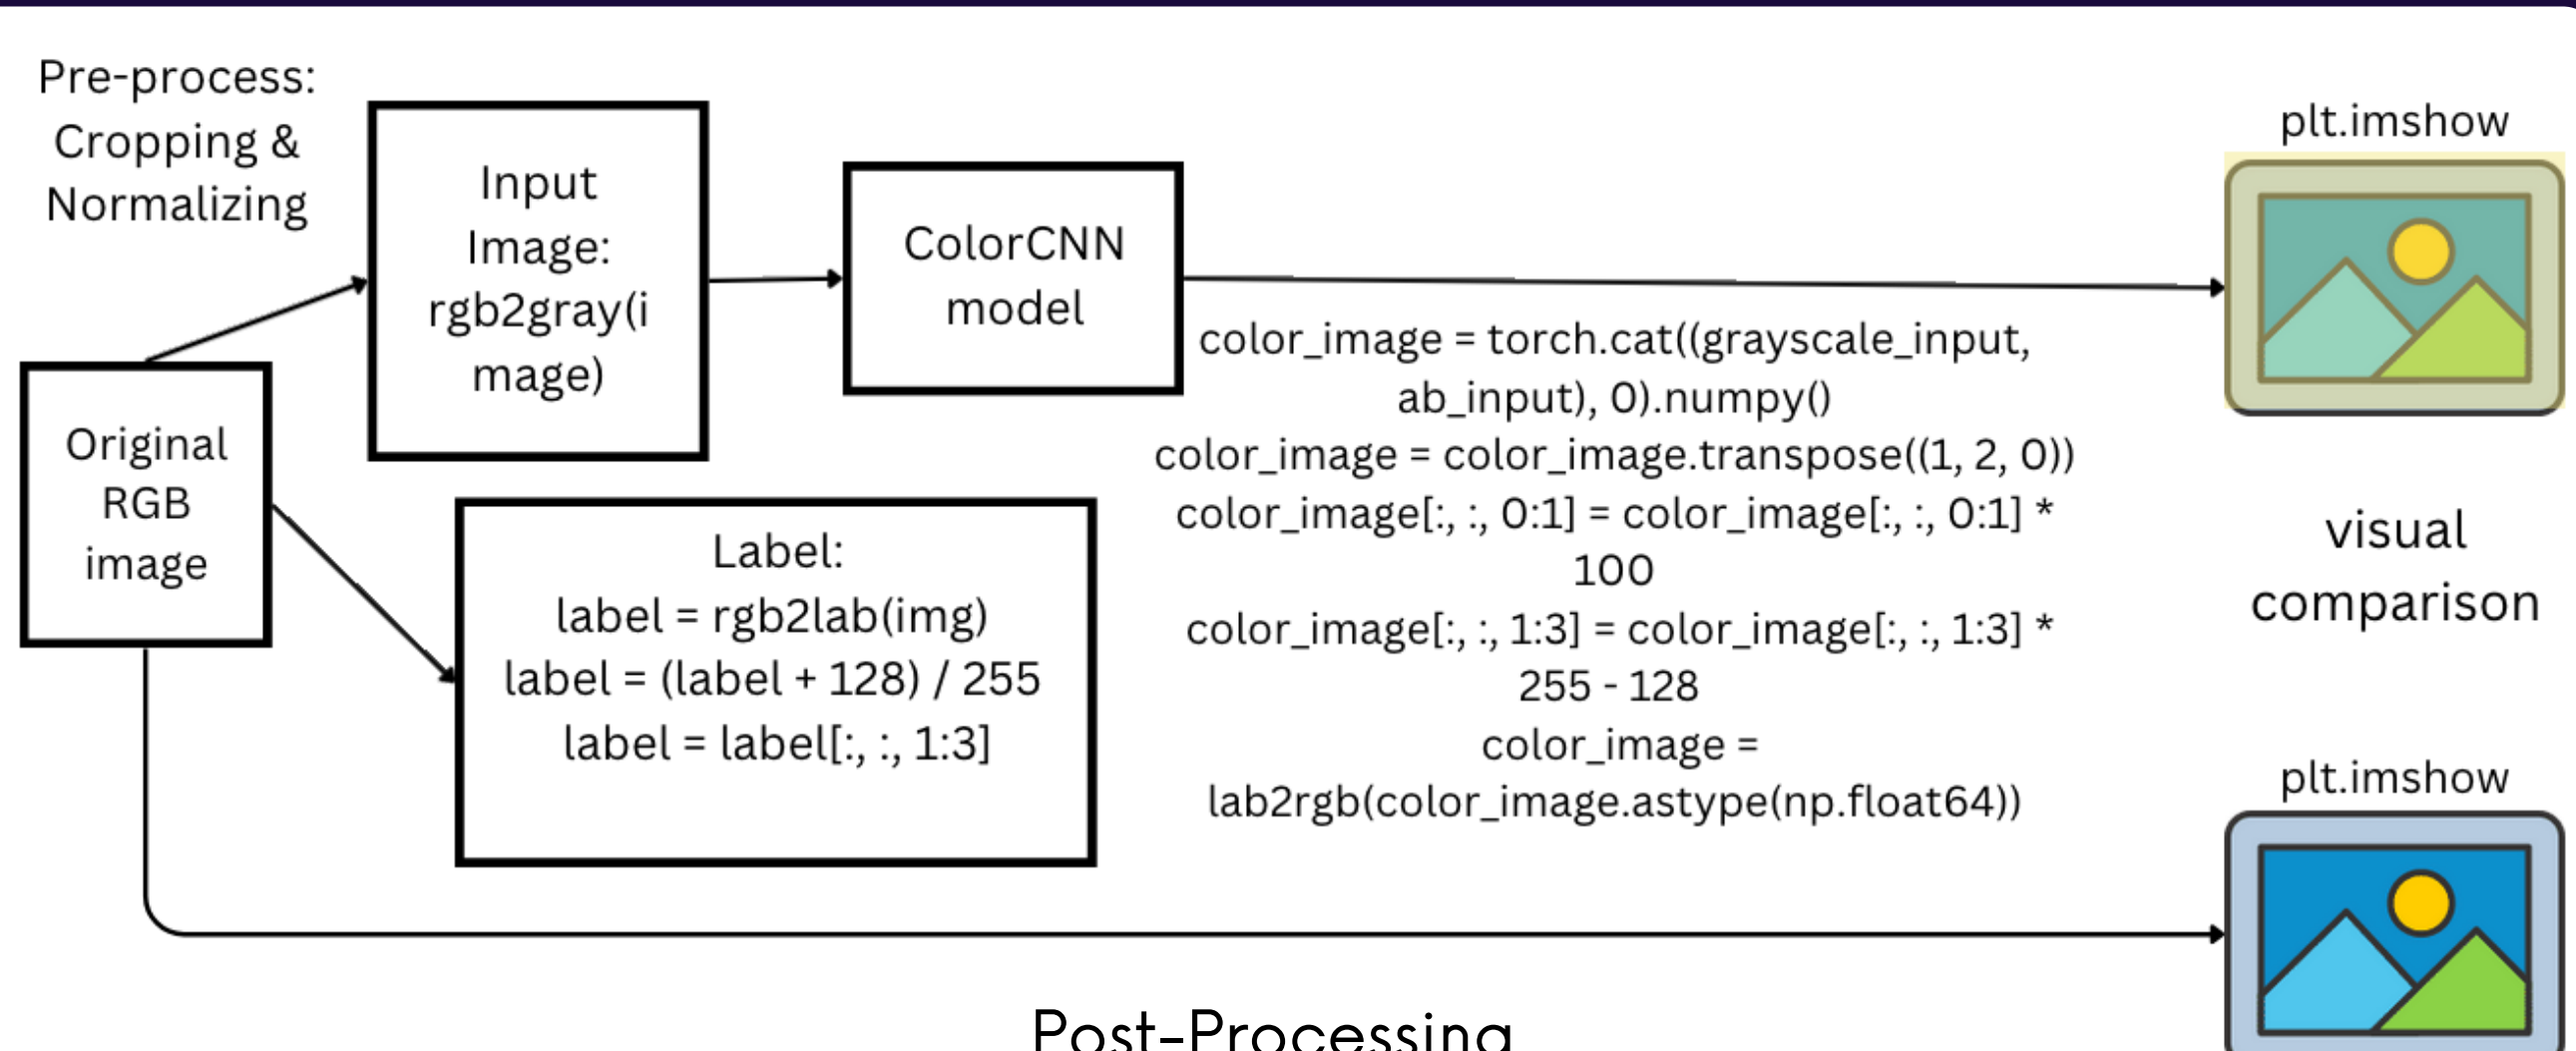 Pre-process:
Cropping &
Normalizing
Input
Image:
rgb2gray(i
mage)
ColorCNN
model
Original
RGB
image
Label:
label = rgb2lab(img)
label = (label + 128) / 255
label = label[:, :, 1:3]
color_image = torch.cat((grayscale_input,
ab_input), 0).numpy()
color_image = color_image.transpose((1, 2, 0))
color_image[:, :, 0:1] = color_image[:, :, 0:1] *
100
color_image[:, :, 1:3] = color_image[:, :, 1:3] *
255 - 128
color_image =
lab2rgb(color_image.astype(np.float64))
plt.imshow
visual
comparison
plt.imshow
Post-Processing